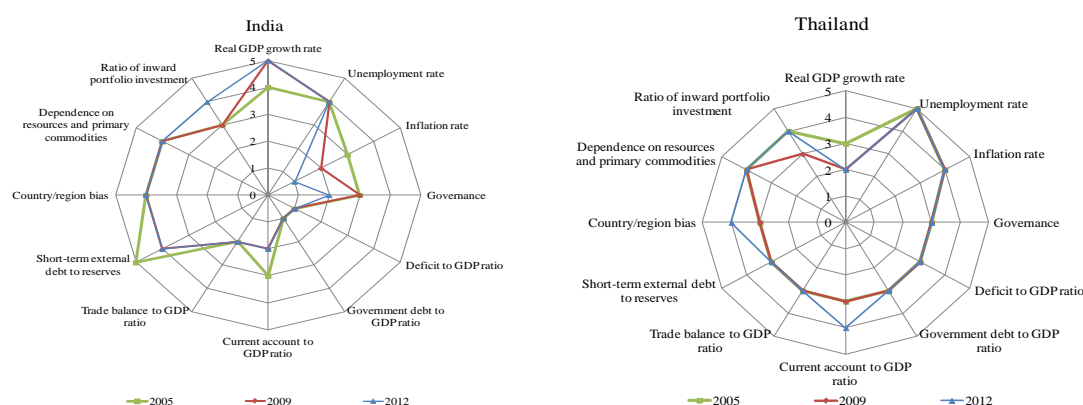 India
Real GDP growth rate
Unemployment rate
Inflation rate
Governance
Deficit to GDP ratio
Government debt to
GDP ratio
Current account to
GDP ratio
Trade balance to GDP
ratio
Short-term external
debt to reserves
Country/region bias
Dependence on
resources and primary
commodities
Ratio of inward
portfolio investment
5
4
3
2
1
0
2005
2009
2012
Thailand
Real GDP growth rate
Unemployment rate
Inflation rate
Governance
Deficit to GDP ratio
Government debt to GDP
ratio
Current account to GDP
ratio
Trade balance to GDP
ratio
Short-term external debt
to reserves
Country/region bias
Dependence on resources
and primary commodities
Ratio of inward portfolio
investment
5
4
3
2
1
0
2005
2009
2012